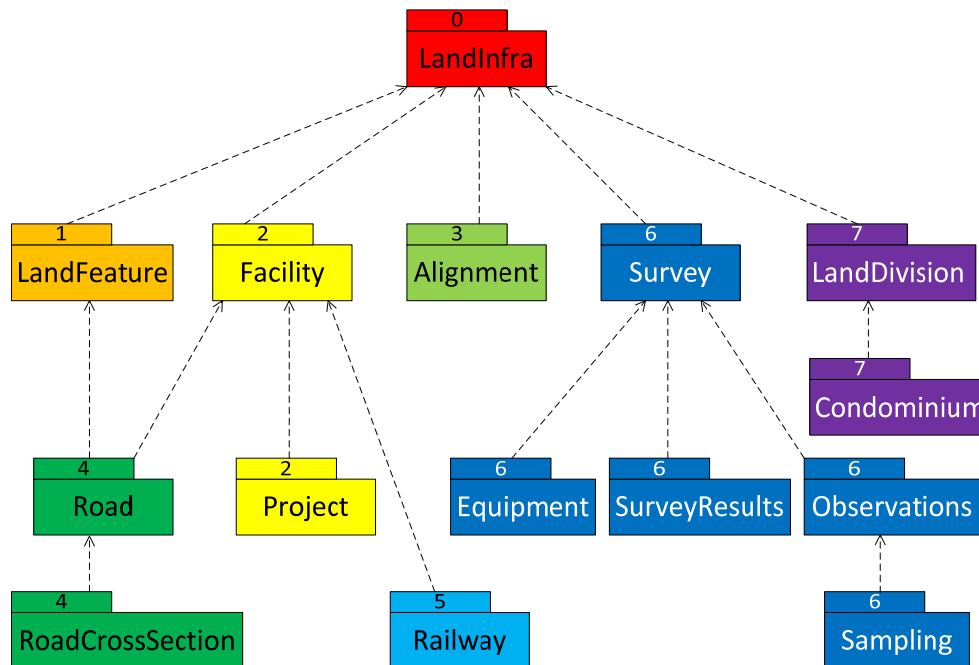 0
LandInfra
1
LandFeature
2
Facility
3
Alignment
6
Survey
7
LandDivision
7
Condominium
4
Road
2
Project
6
Equipment
6
SurveyResults
6
Observations
4
RoadCrossSection
5
Railway
6
Sampling